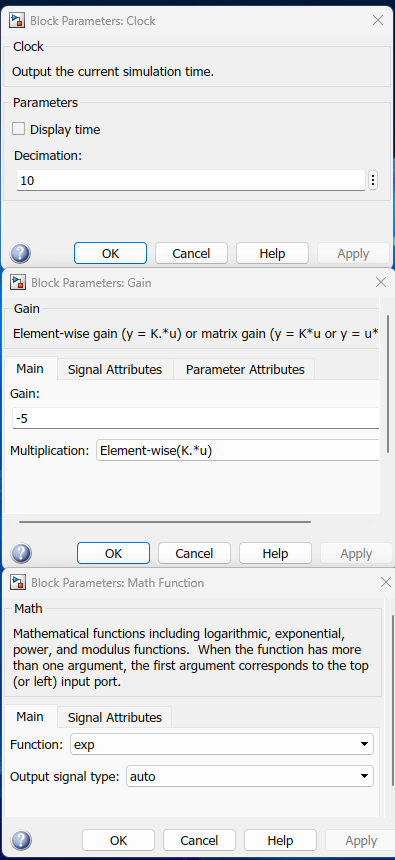 Block Parameters: Clock
Clock
Output the current simulation time.
Parameters
Display time
Decimation:
10
OK Cancel Help Apply
Block Parameters: Gain
Gain
Element-wise gain (y = K.*u) or matrix gain (y = K*u or y = u*
Main Signal Attributes Parameter Attributes
Gain:
-5
Multiplication: Element-wise(K.*u)
OK Cancel Help Apply
Block Parameters: Math Function
Math
Mathematical functions including logarithmic, exponential,
power, and modulus functions. When the function has more
than one argument, the first argument corresponds to the top
(or left) input port.
Main Signal Attributes
Function: exp
Output signal type: auto
OK Cancel Help Apply